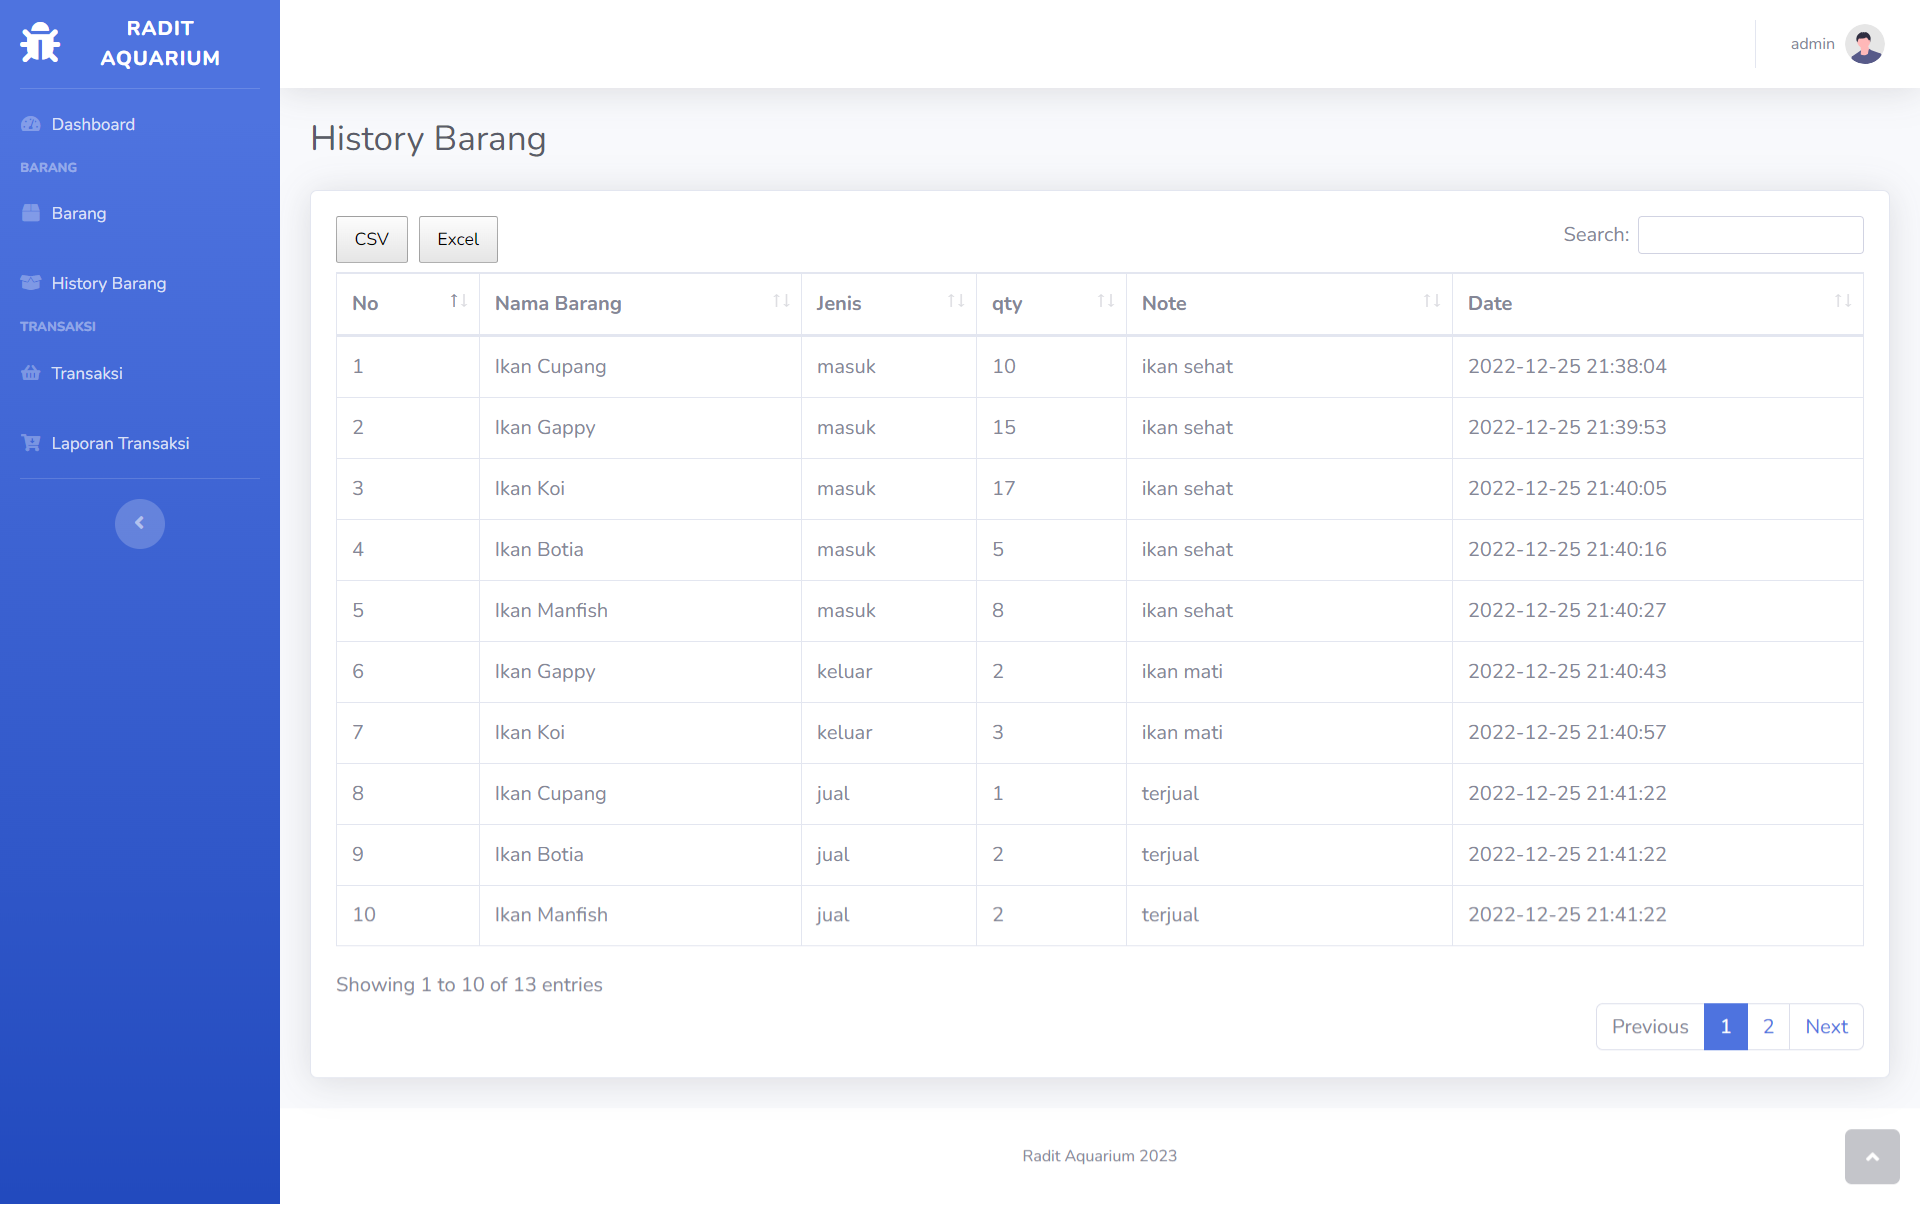 RADIT
AQUARIUM
Dashboard
BARANG
Barang
History Barang
TRANSAKSI
Transaksi
Laporan Transaksi
admin
History Barang
CSV Excel Search:
No Nama Barang Jenis qty Note Date
1 Ikan Cupang masuk 10 ikan sehat 2022-12-25 21:38:04
2 Ikan Gappy masuk 15 ikan sehat 2022-12-25 21:39:53
3 Ikan Koi masuk 17 ikan sehat 2022-12-25 21:40:05
4 Ikan Botia masuk 5 ikan sehat 2022-12-25 21:40:16
5 Ikan Manfish masuk 8 ikan sehat 2022-12-25 21:40:27
6 Ikan Gappy keluar 2 ikan mati 2022-12-25 21:40:43
7 Ikan Koi keluar 3 ikan mati 2022-12-25 21:40:57
8 Ikan Cupang jual 1 terjual 2022-12-25 21:41:22
9 Ikan Botia jual 2 terjual 2022-12-25 21:41:22
10 Ikan Manfish jual 2 terjual 2022-12-25 21:41:22
Showing 1 to 10 of 13 entries
Previous 1 2 Next
Radit Aquarium 2023